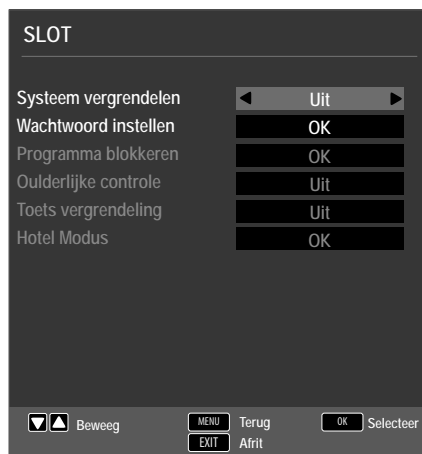 SLOT
Systeem vergrendelen Uit
Wachtwoord instellen OK
Programma blokkeren OK
Oulderlijke controle Uit
Toets vergrendeling Uit
Hotel Modus OK
Beweeg MENU Terug OK Selecteer
EXIT Afrit